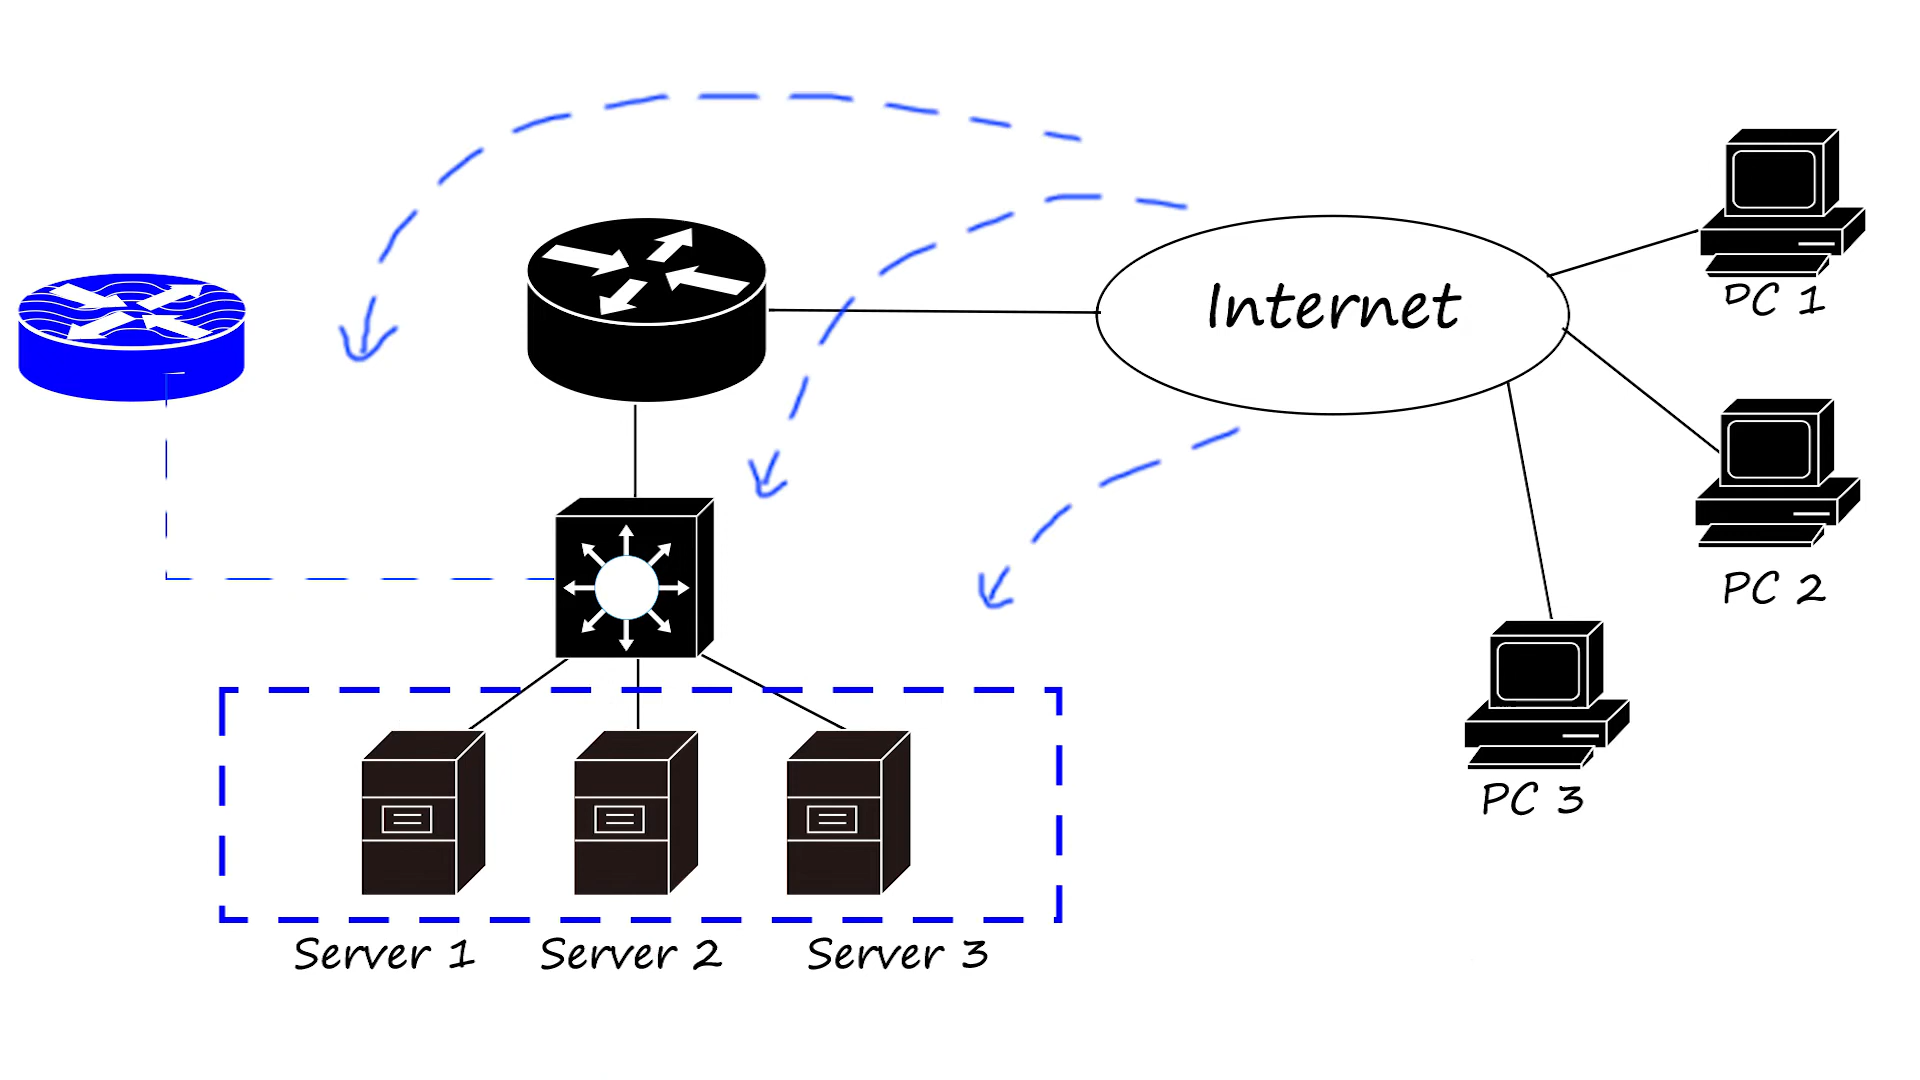 Internet
PC 1
PC 2
PC 3
Server 1
Server 2
Server 3